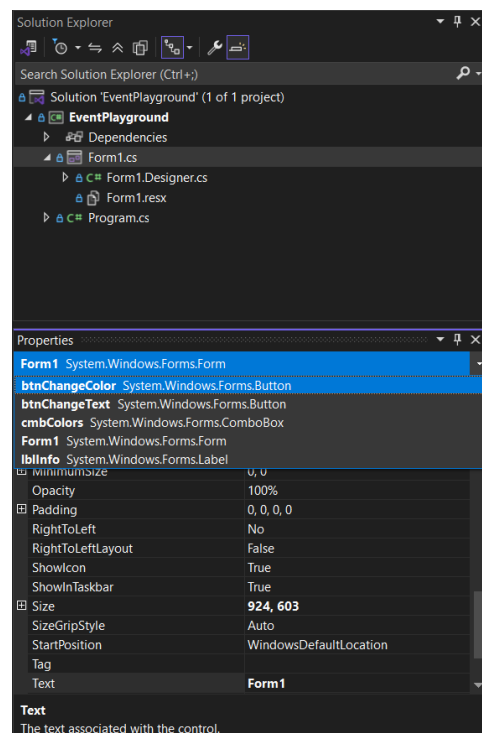 Solution Explorer
Search Solution Explorer (Ctrl+;)
Solution 'EventPlayground' (1 of 1 project)
C# EventPlayground
Dependencies
Form1.cs
C# Form1.Designer.cs
Form1.resx
C# Program.cs
Properties
Form1 System.Windows.Forms.Form
btnChangeColor System.Windows.Forms.Button
btnChangeText System.Windows.Forms.Button
cmbColors System.Windows.Forms.ComboBox
Form1 System.Windows.Forms.Form
lblInfo System.Windows.Forms.Label
MinimumSize 0, 0
Opacity 100%
Padding 0, 0, 0, 0
RightToLeft No
RightToLeftLayout False
ShowIcon True
ShowInTaskbar True
Size 924, 603
SizeGripStyle Auto
StartPosition WindowsDefaultLocation
Tag
Text Form1
Text
The text associated with the control.